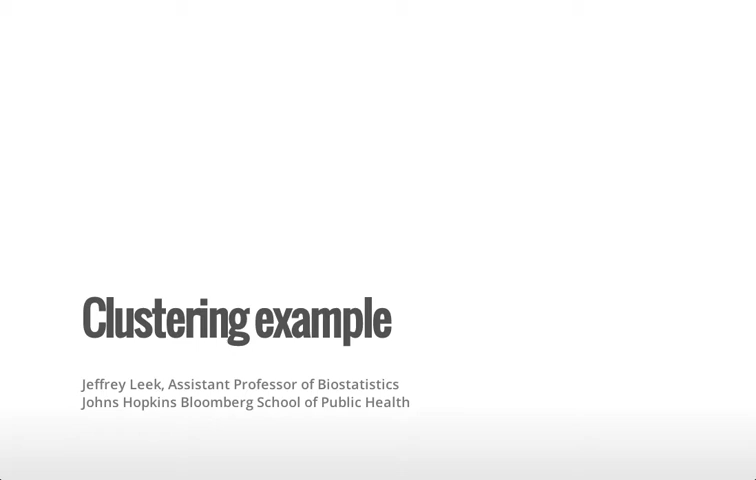 Clustering example
Jeffrey Leek, Assistant Professor of Biostatistics
Johns Hopkins Bloomberg School of Public Health